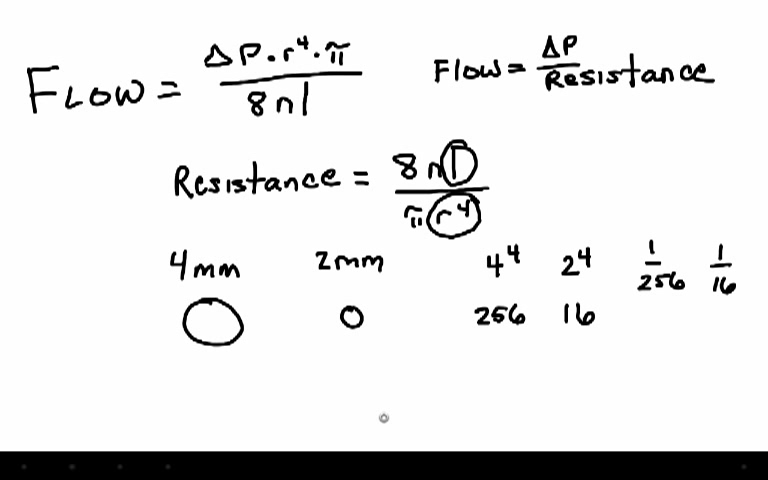 FLOW = ΔP·r⁴·π / 8nl
Flow = ΔP / Resistance
Resistance = 8nl / πr⁴
4mm 2mm 4⁴ 2⁴ 1/256 1/16
256 16